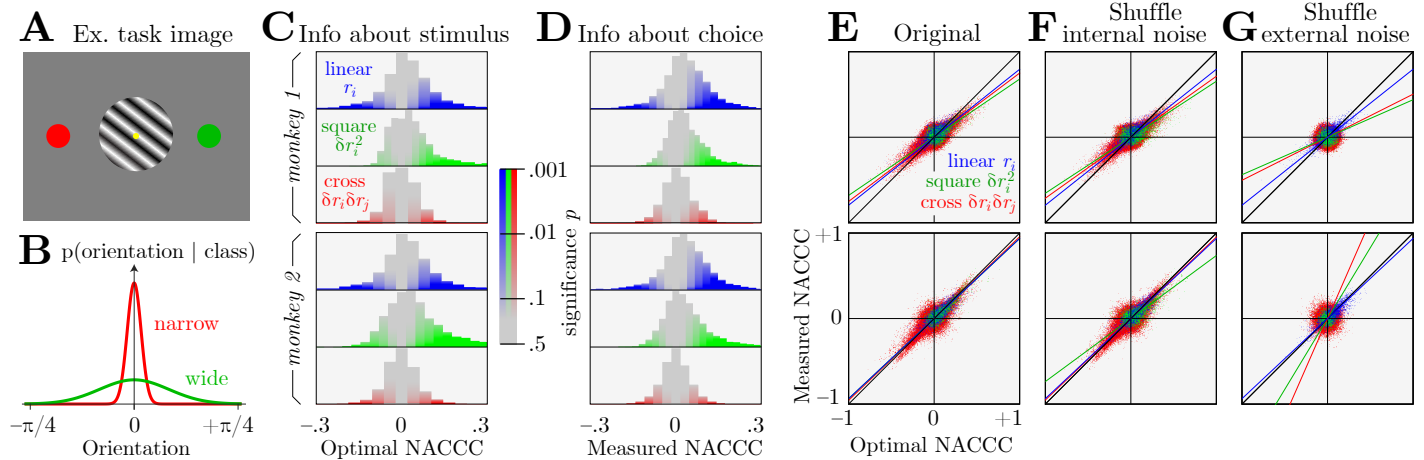 A Ex. task image
B p(orientation | class)
narrow
wide
−π/4 0 +π/4
Orientation
C Info about stimulus
monkey 1
linear
r_i
square
δr_i^2
cross
δr_iδr_j
monkey 2
−.3 0 .3
Optimal NACCC
.001
.01
.1
.5
significance p
D Info about choice
−.3 0 .3
Measured NACCC
E Original
linear r_i
square δr_i^2
cross δr_iδr_j
Measured NACCC
+1
0
−1
−1 0 +1
Optimal NACCC
F Shuffle
internal noise
G Shuffle
external noise